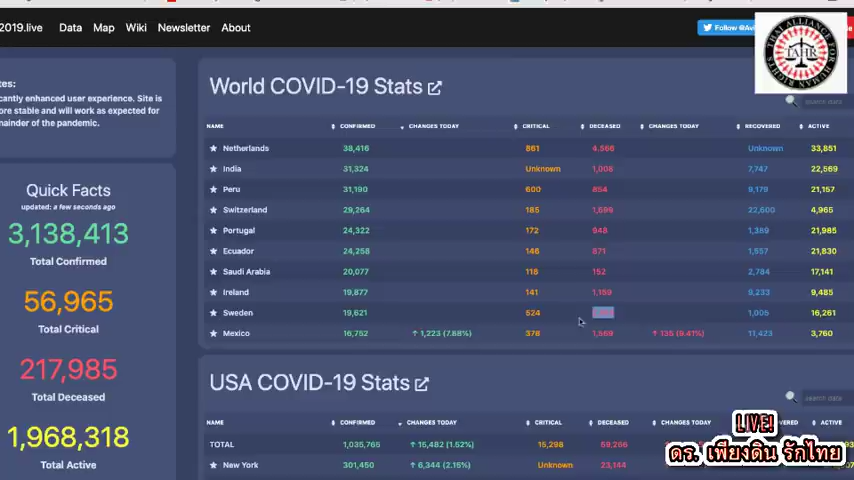 2019.live Data Map Wiki Newsletter About Follow
THAI ALLIANCE FOR HUMAN RIGHTS
TAHR
tes:
cantly enhanced user experience. Site is
ore stable and will work as expected for
mainder of the pandemic.
Quick Facts
updated: a few seconds ago
3,138,413
Total Confirmed
56,965
Total Critical
217,985
Total Deceased
1,968,318
Total Active
World COVID-19 Stats
search data
NAME CONFIRMED CHANGES TODAY CRITICAL DECEASED CHANGES TODAY RECOVERED ACTIVE
Netherlands 38,416 861 4,566 Unknown 33,851
India 31,324 Unknown 1,008 7,747 22,569
Peru 31,190 600 854 9,179 21,157
Switzerland 29,264 185 1,699 22,600 4,965
Portugal 24,322 172 948 1,389 21,985
Ecuador 24,258 146 871 1,557 21,830
Saudi Arabia 20,077 118 152 2,784 17,141
Ireland 19,877 141 1,159 9,233 9,485
Sweden 19,621 524 1,005 16,261
Mexico 16,752 ↑ 1,223 (7.88%) 378 1,569 ↑ 135 (9.41%) 11,423 3,760
USA COVID-19 Stats
search data
NAME CONFIRMED CHANGES TODAY CRITICAL DECEASED CHANGES TODAY ACTIVE
TOTAL 1,035,765 ↑ 15,482 (1.52%) 15,298 59,266
New York 301,450 ↑ 6,344 (2.15%) Unknown 23,144
LIVE!
ดร. เพียงดิน รักไทย